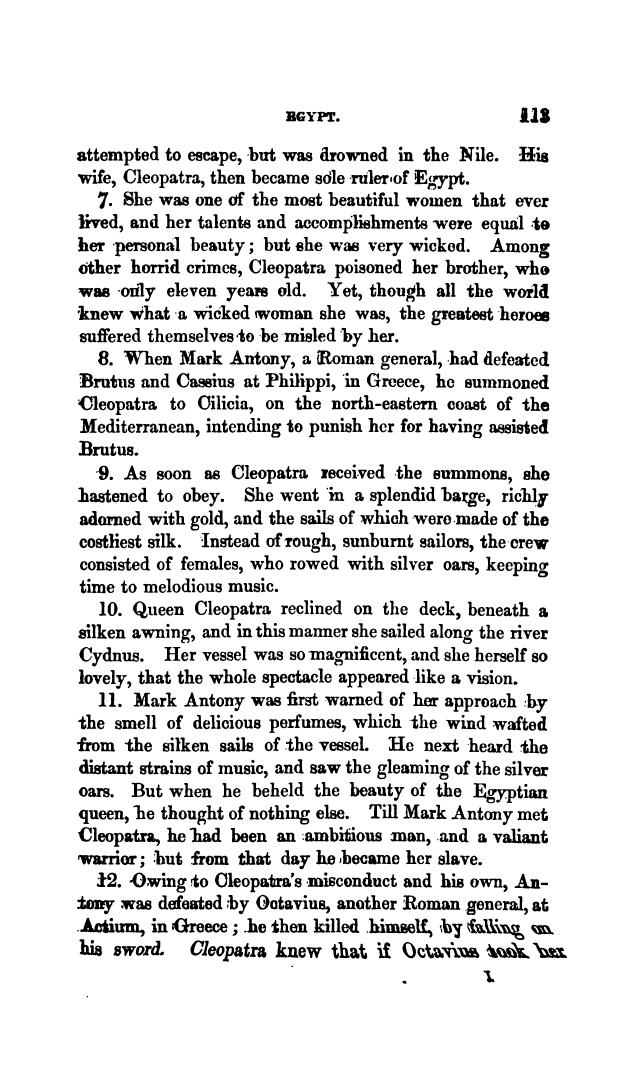 EGYPT. 113
attempted to escape, but was drowned in the Nile. His
wife, Cleopatra, then became sole ruler of Egypt.
7. She was one of the most beautiful women that ever
lived, and her talents and accomplishments were equal to
her personal beauty; but she was very wicked. Among
other horrid crimes, Cleopatra poisoned her brother, who
was only eleven years old. Yet, though all the world
knew what a wicked woman she was, the greatest heroes
suffered themselves to be misled by her.
8. When Mark Antony, a Roman general, had defeated
Brutus and Cassius at Philippi, in Greece, he summoned
Cleopatra to Cilicia, on the north-eastern coast of the
Mediterranean, intending to punish her for having assisted
Brutus.
9. As soon as Cleopatra received the summons, she
hastened to obey. She went in a splendid barge, richly
adorned with gold, and the sails of which were made of the
costliest silk. Instead of rough, sunburnt sailors, the crew
consisted of females, who rowed with silver oars, keeping
time to melodious music.
10. Queen Cleopatra reclined on the deck, beneath a
silken awning, and in this manner she sailed along the river
Cydnus. Her vessel was so magnificent, and she herself so
lovely, that the whole spectacle appeared like a vision.
11. Mark Antony was first warned of her approach by
the smell of delicious perfumes, which the wind wafted
from the silken sails of the vessel. He next heard the
distant strains of music, and saw the gleaming of the silver
oars. But when he beheld the beauty of the Egyptian
queen, he thought of nothing else. Till Mark Antony met
Cleopatra, he had been an ambitious man, and a valiant
warrior; but from that day he became her slave.
12. Owing to Cleopatra's misconduct and his own, An-
tony was defeated by Octavius, another Roman general, at
Actium, in Greece; he then killed himself, by falling on
his sword. Cleopatra knew that if Octavius took her